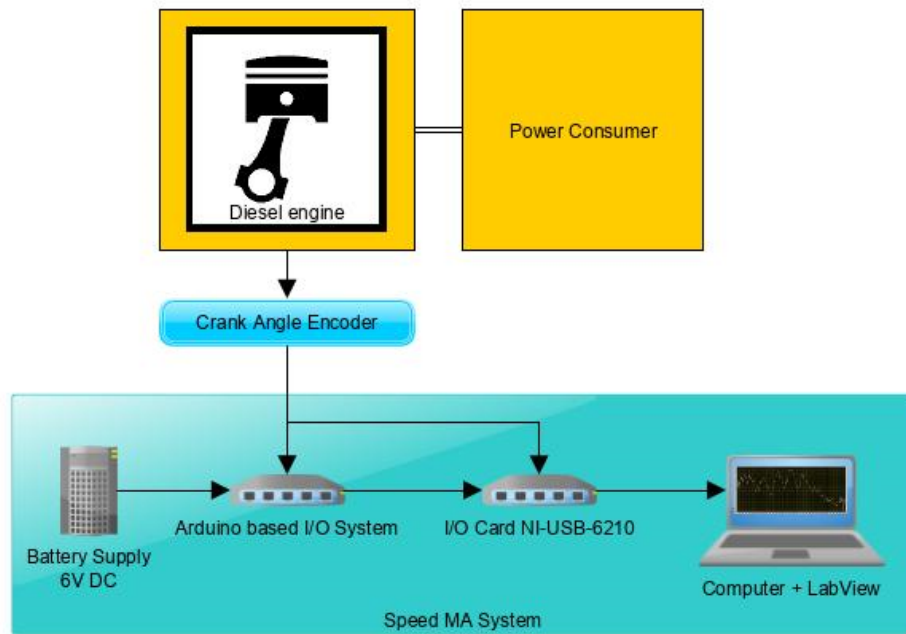 Diesel engine
Power Consumer
Crank Angle Encoder
Battery Supply
6V DC
Arduino based I/O System
I/O Card NI-USB-6210
Computer + LabView
Speed MA System